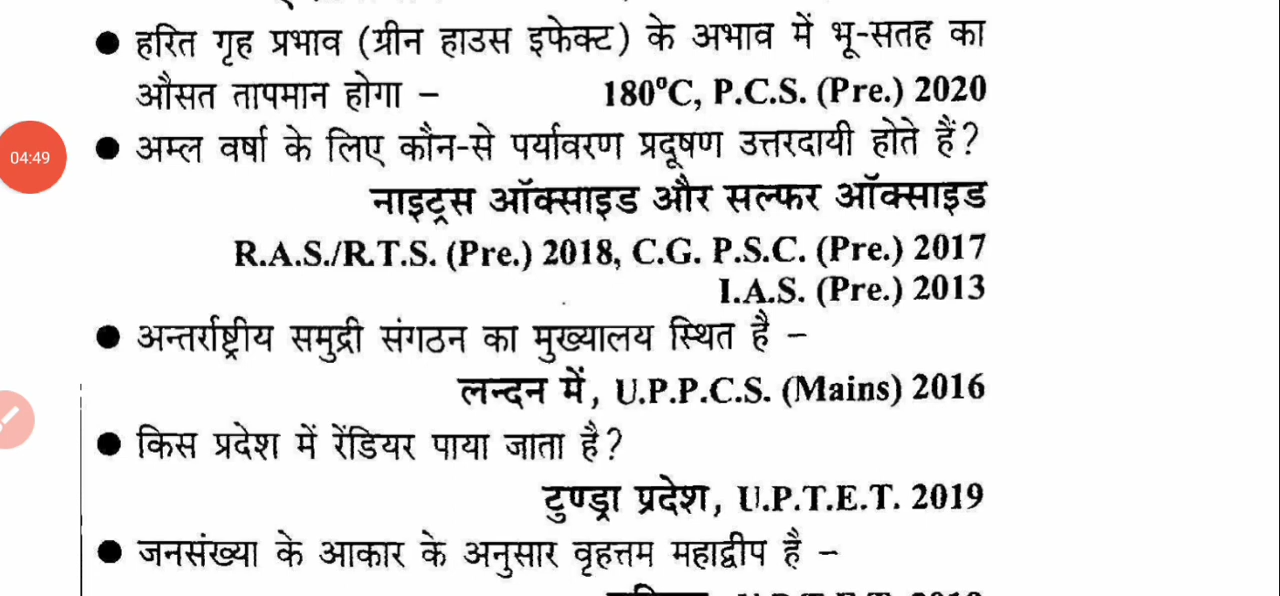 ● हरित गृह प्रभाव (ग्रीन हाउस इफेक्ट) के अभाव में भू-सतह का
औसत तापमान होगा – 180°C, P.C.S. (Pre.) 2020
04:49
● अम्ल वर्षा के लिए कौन-से पर्यावरण प्रदूषण उत्तरदायी होते हैं?
नाइट्रस ऑक्साइड और सल्फर ऑक्साइड
R.A.S./R.T.S. (Pre.) 2018, C.G. P.S.C. (Pre.) 2017
I.A.S. (Pre.) 2013
● अन्तर्राष्ट्रीय समुद्री संगठन का मुख्यालय स्थित है –
लन्दन में, U.P.P.C.S. (Mains) 2016
● किस प्रदेश में रेंडियर पाया जाता है?
टुण्ड्रा प्रदेश, U.P.T.E.T. 2019
● जनसंख्या के आकार के अनुसार वृहत्तम महाद्वीप है –